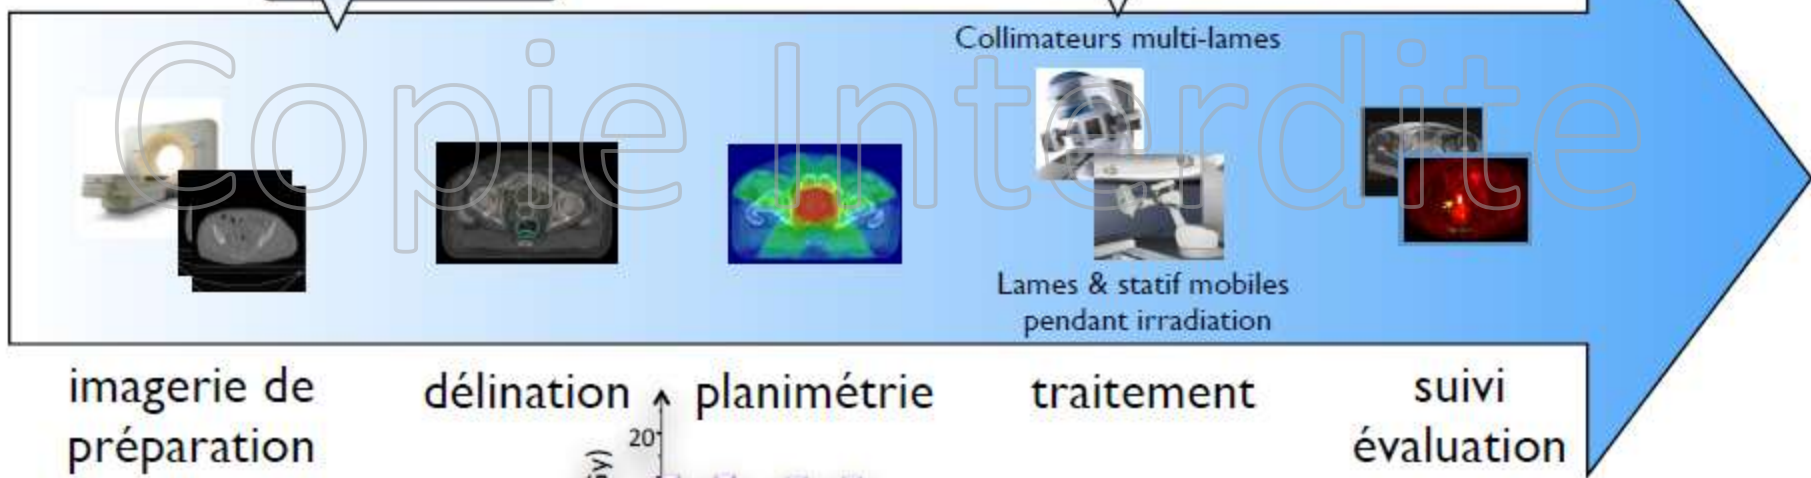 Collimateurs multi-lames
Copie Interdite
Lames & statif mobiles
pendant irradiation
imagerie de
préparation
délination
planimétrie
traitement
suivi
évaluation
20